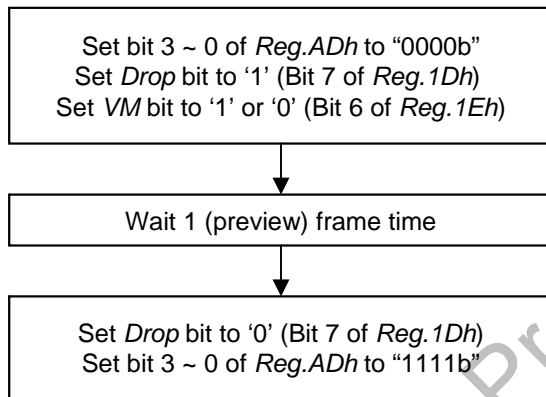 Set bit 3 ~ 0 of Reg.ADh to “0000b”
Set Drop bit to ‘1’ (Bit 7 of Reg.1Dh)
Set VM bit to ‘1’ or ‘0’ (Bit 6 of Reg.1Eh)
Wait 1 (preview) frame time
Set Drop bit to ‘0’ (Bit 7 of Reg.1Dh)
Set bit 3 ~ 0 of Reg.ADh to “1111b”
Pr